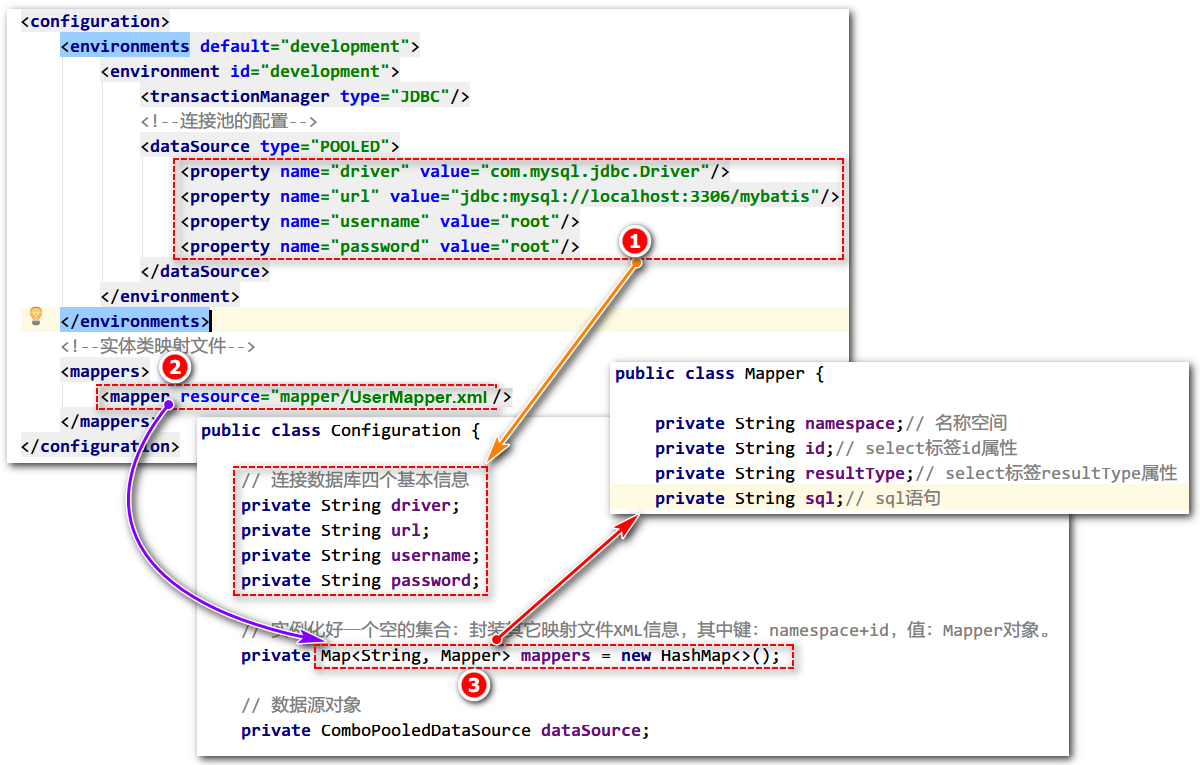 <configuration>
<environments default="development">
<environment id="development">
<transactionManager type="JDBC"/>
<!--连接池的配置-->
<dataSource type="POOLED">
<property name="driver" value="com.mysql.jdbc.Driver"/>
<property name="url" value="jdbc:mysql://localhost:3306/mybatis"/>
<property name="username" value="root"/>
<property name="password" value="root"/>
1
</dataSource>
</environment>
</environments>
<!--实体类映射文件-->
<mappers>
2
<mapper resource="mapper/UserMapper.xml />
</mappers>
</configuration>
public class Mapper {
private String namespace;// 名称空间
private String id;// select标签id属性
private String resultType;// select标签resultType属性
private String sql;// sql语句
public class Configuration {
// 连接数据库四个基本信息
private String driver;
private String url;
private String username;
private String password;
// 实例化好一个空的集合：封装其它映射文件XML信息，其中键：namespace+id，值：Mapper对象。
private Map<String, Mapper> mappers = new HashMap<>();
3
// 数据源对象
private ComboPooledDataSource dataSource;